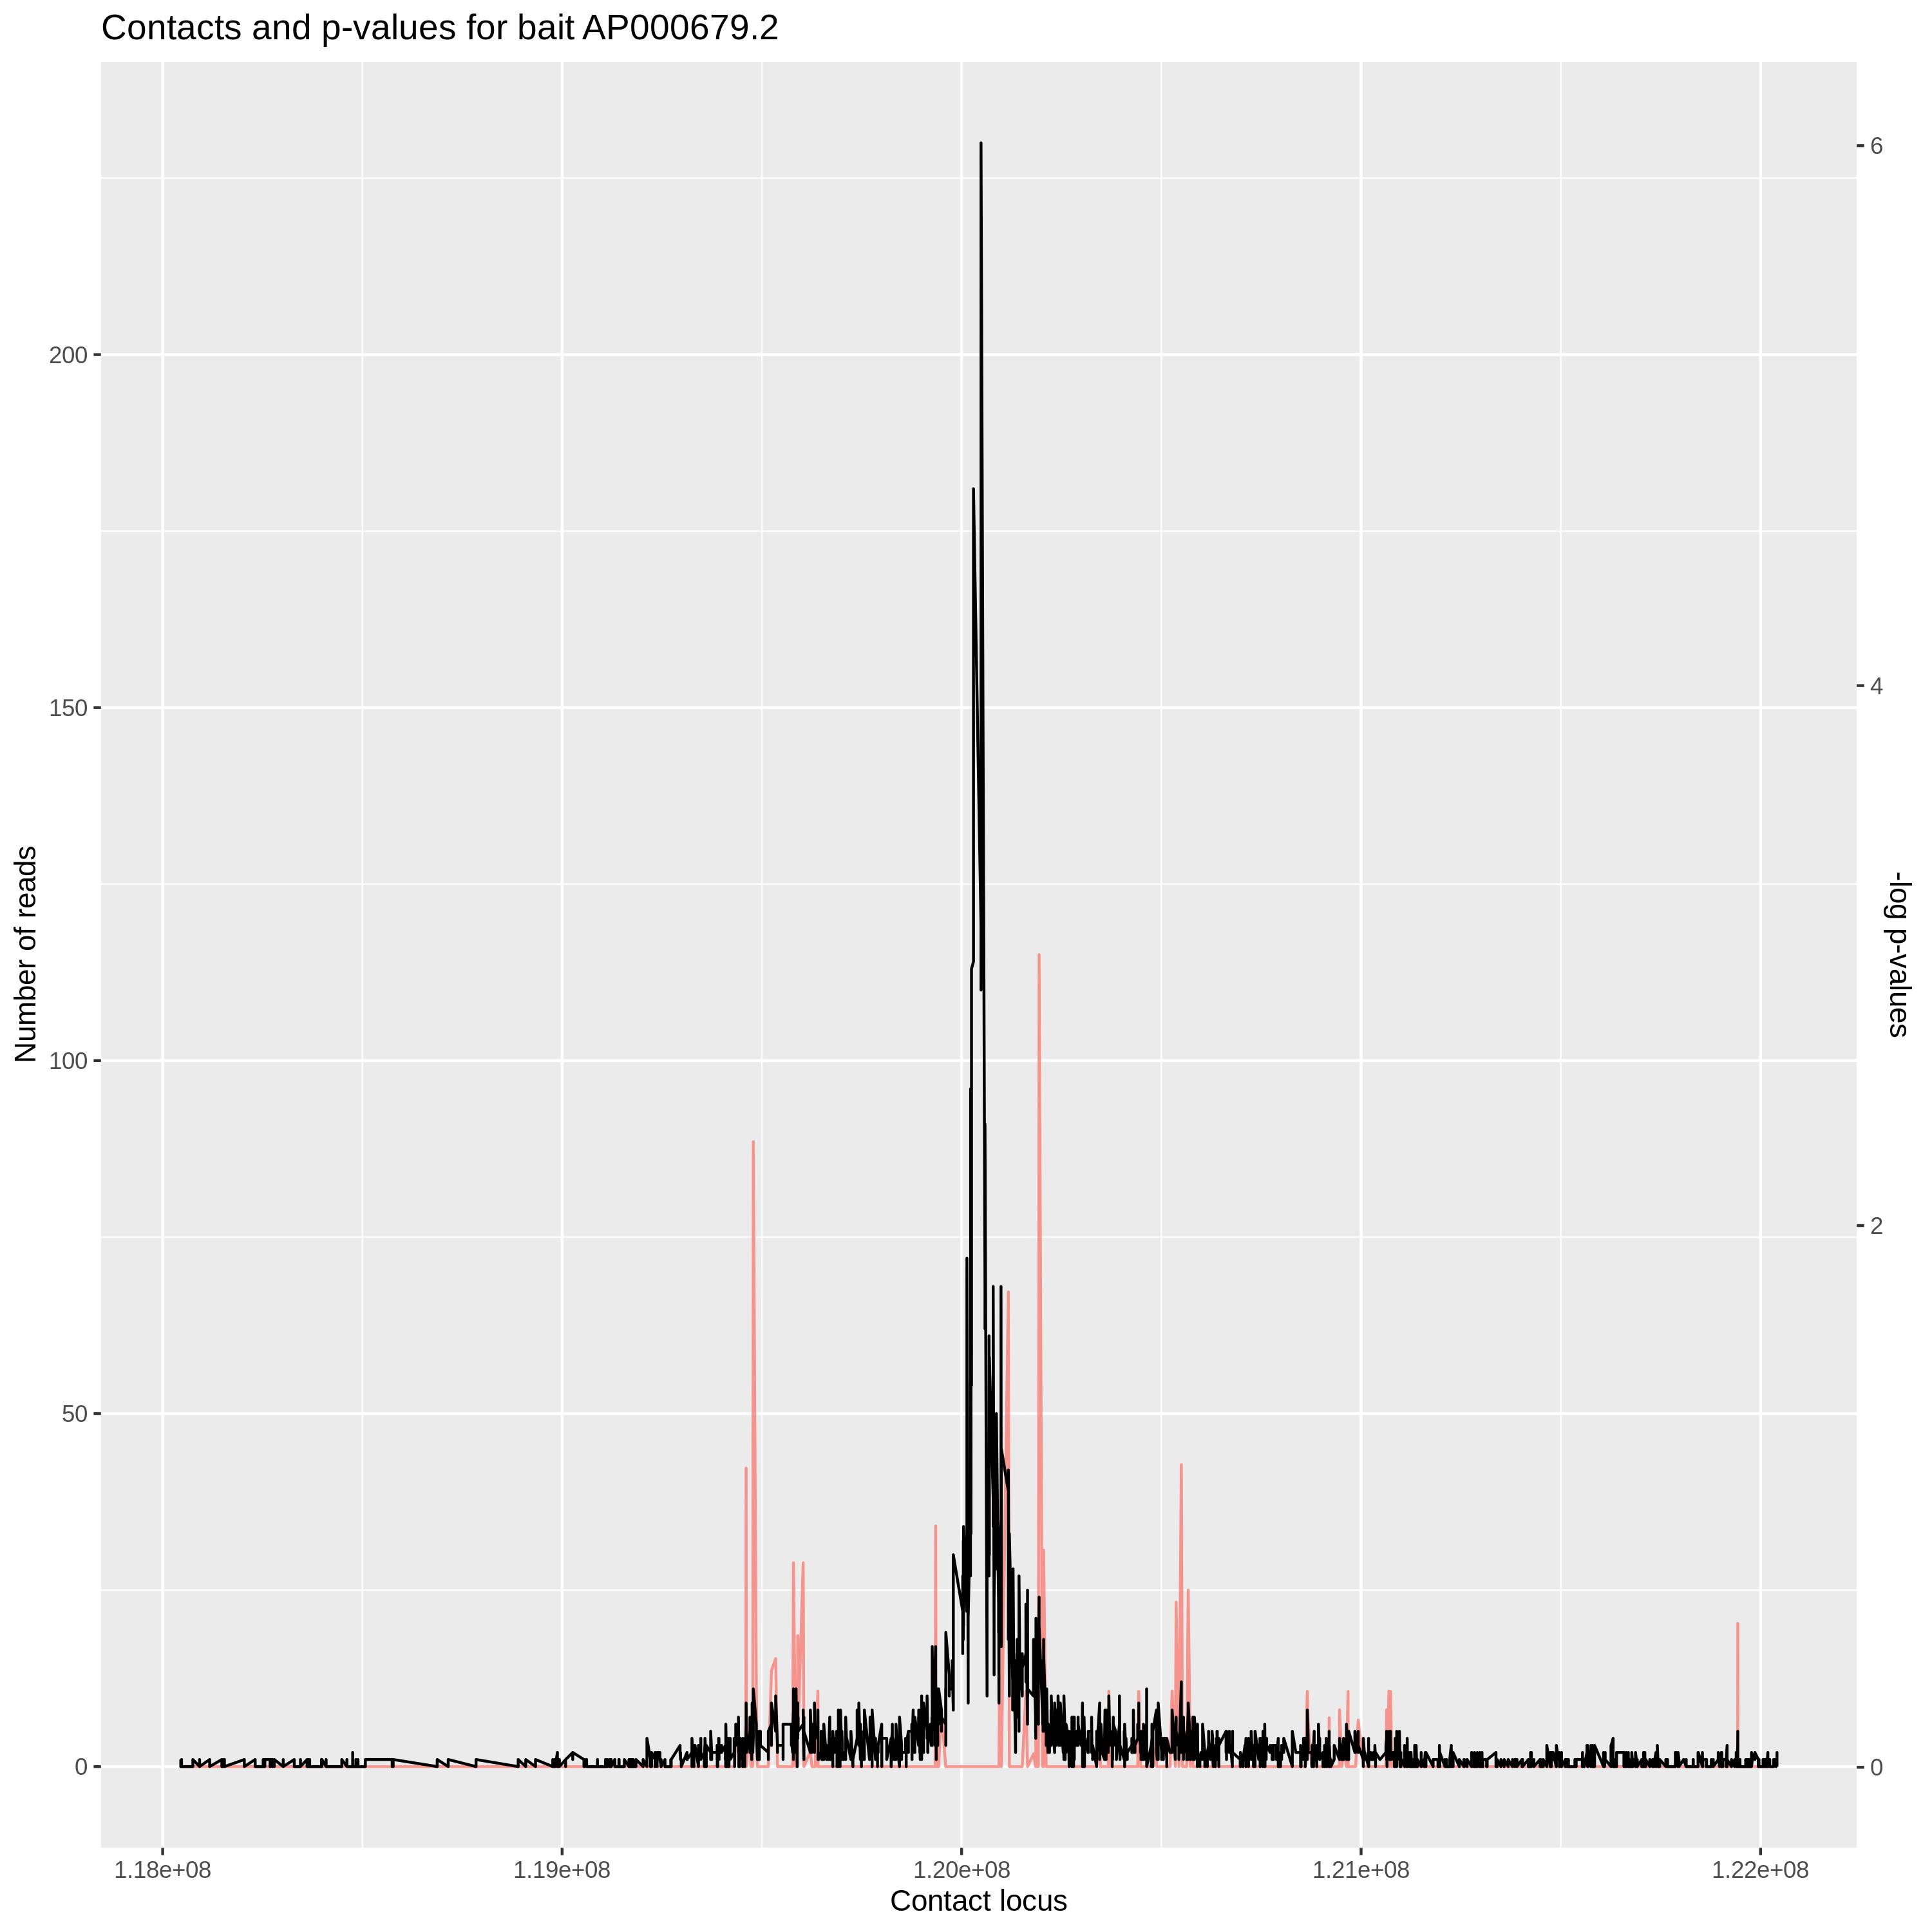 Contacts and p-values for bait AP000679.2
6
200
4
150
Number of reads
-log p-values
100
2
50
0
0
1.18e+08 1.19e+08 1.20e+08 1.21e+08 1.22e+08
Contact locus